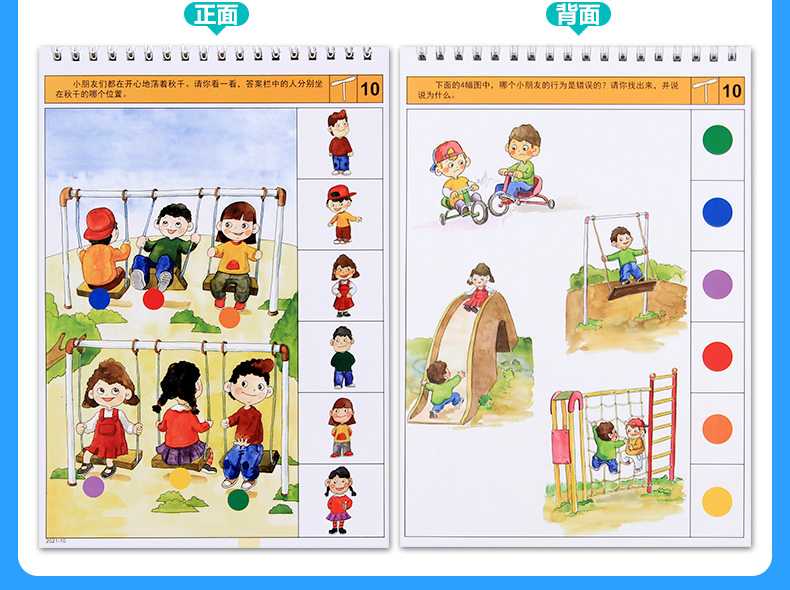 正面
背面
小朋友们都在开心地荡着秋千。请你看一看，答案栏中的人分别坐
在秋千的哪个位置。
10
下面的4幅图中，哪个小朋友的行为是错误的？请你找出来，并说
说为什么。
10
2021-10